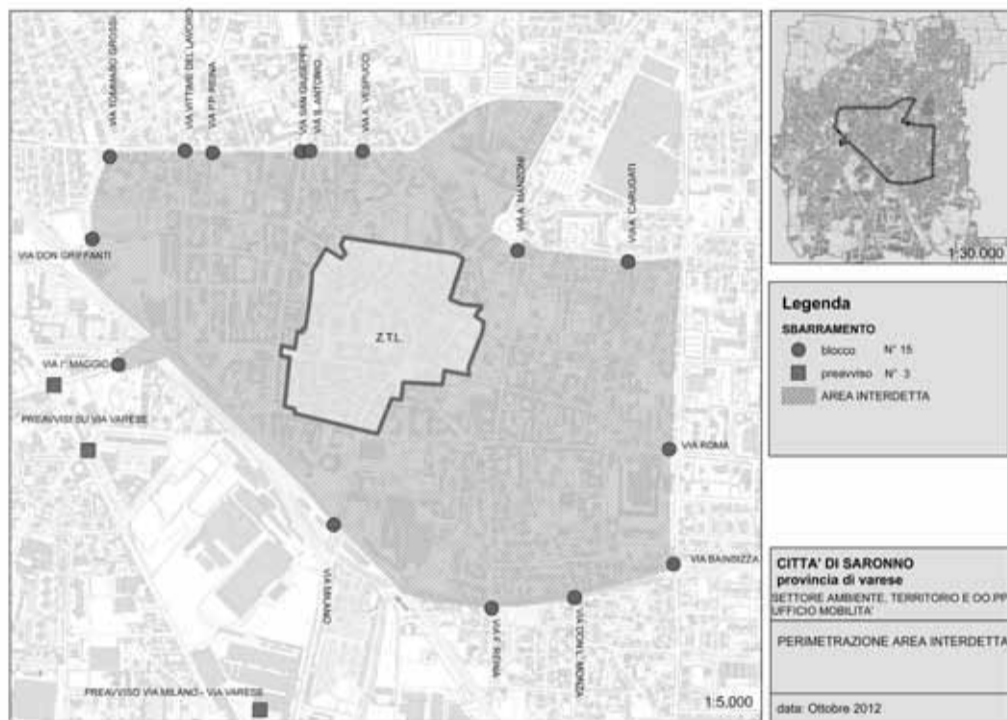 VIA TOMMASO GROSSI
VIA VITTIME DEL LAVORO
VIA P.P. REINA
VIA SAN GIUSEPPE
VIA S. ANTONIO
VIA A. VESPUCCI
VIA A. MANZONI
VIA A. CARUGATI
VIA DON GRIFFANTI
Z.T.L.
VIA I° MAGGIO
PREAVVISI SU VIA VARESE
VIA ROMA
VIA BAINSIZZA
VIA MILANO
VIA F. REINA
VIA DON L. MONZA
PREAVVISO VIA MILANO - VIA VARESE
1:5.000
1:30.000
Legenda
SBARRAMENTO
blocco N° 15
preavviso N° 3
AREA INTERDETTA
CITTA' DI SARONNO
provincia di varese
SETTORE AMBIENTE, TERRITORIO E OO.PP
UFFICIO MOBILITA'
PERIMETRAZIONE AREA INTERDETTA
data: Ottobre 2012